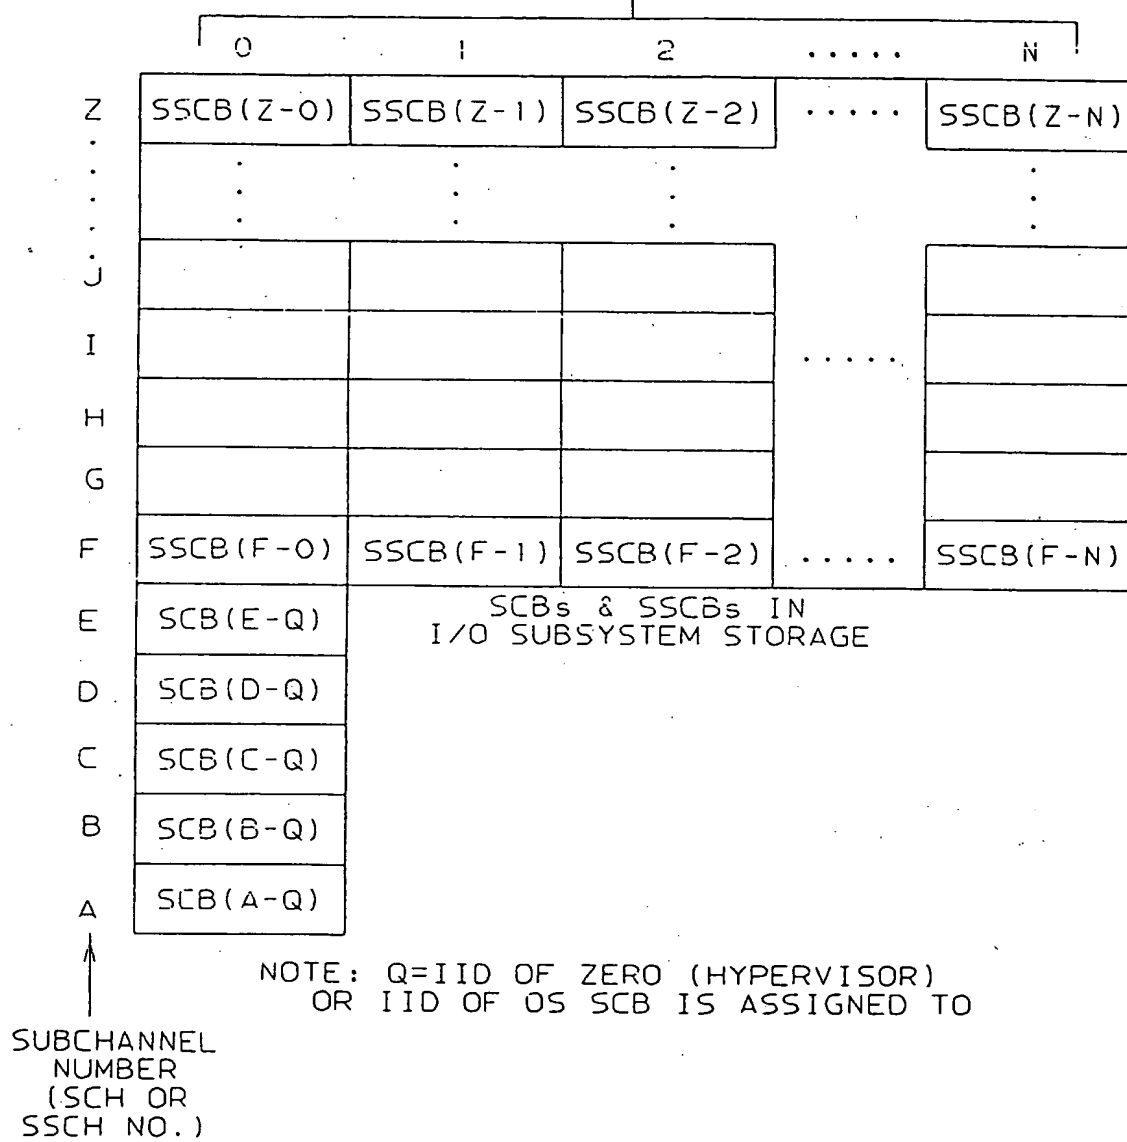 0 1 2 ..... N
Z SSCB(Z-0) SSCB(Z-1) SSCB(Z-2) ..... SSCB(Z-N)
J
I .....
H
G
F SSCB(F-0) SSCB(F-1) SSCB(F-2) ..... SSCB(F-N)
E SCB(E-Q)
SCBs & SSCBs IN
I/O SUBSYSTEM STORAGE
D SCB(D-Q)
C SCB(C-Q)
B SCB(B-Q)
A SCB(A-Q)
NOTE: Q=IID OF ZERO (HYPERVISOR)
OR IID OF OS SCB IS ASSIGNED TO
SUBCHANNEL
NUMBER
(SCH OR
SSCH NO.)